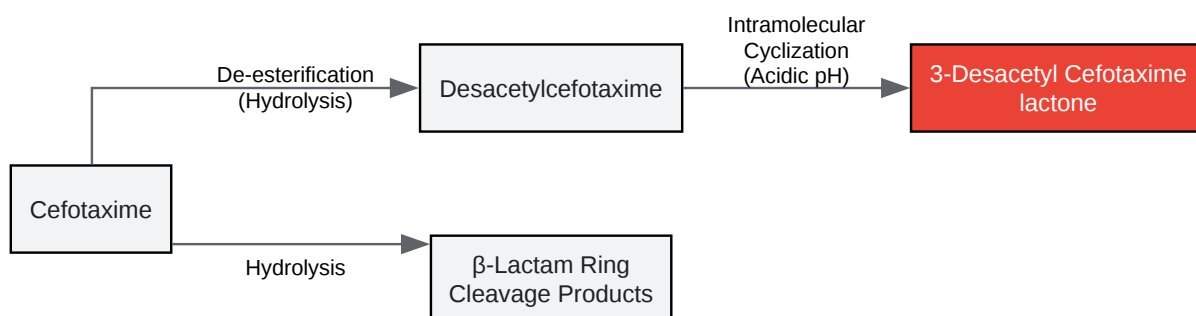 Intramolecular
Cyclization
(Acidic pH)
De-esterification
(Hydrolysis)
Desacetylcefotaxime
3-Desacetyl Cefotaxime
lactone
Cefotaxime
Hydrolysis
β-Lactam Ring
Cleavage Products